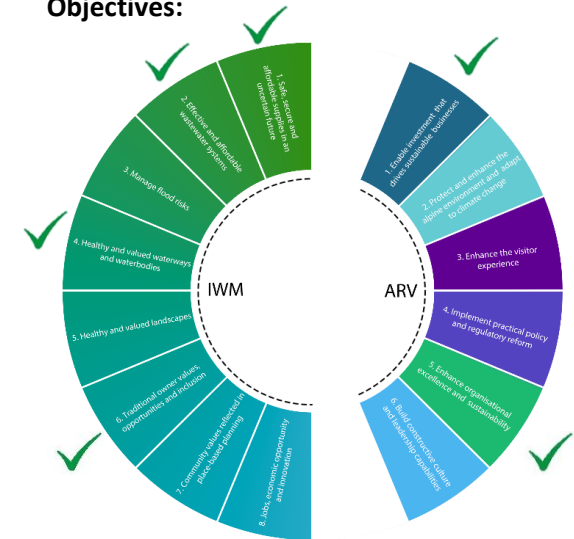 Objectives:
1. Safe, secure and
affordable supplies in an
uncertain future
2. Effective and affordable
wastewater systems
3. Manage flood risks
4. Healthy and valued waterways
and waterbodies
5. Healthy and valued landscapes
6. Traditional owner values,
opportunities and inclusion
7. Community values reflected in
place-based planning
8. Jobs, economic opportunity
and innovation
IWM
ARV
1. Enable investment that
drives sustainable businesses
2. Protect and enhance the
alpine environment and adapt
to climate change
3. Enhance the visitor
experience
4. Implement practical policy
and regulatory reform
5. Enhance organisational
excellence and sustainability
6. Build constructive culture
and leadership capabilities